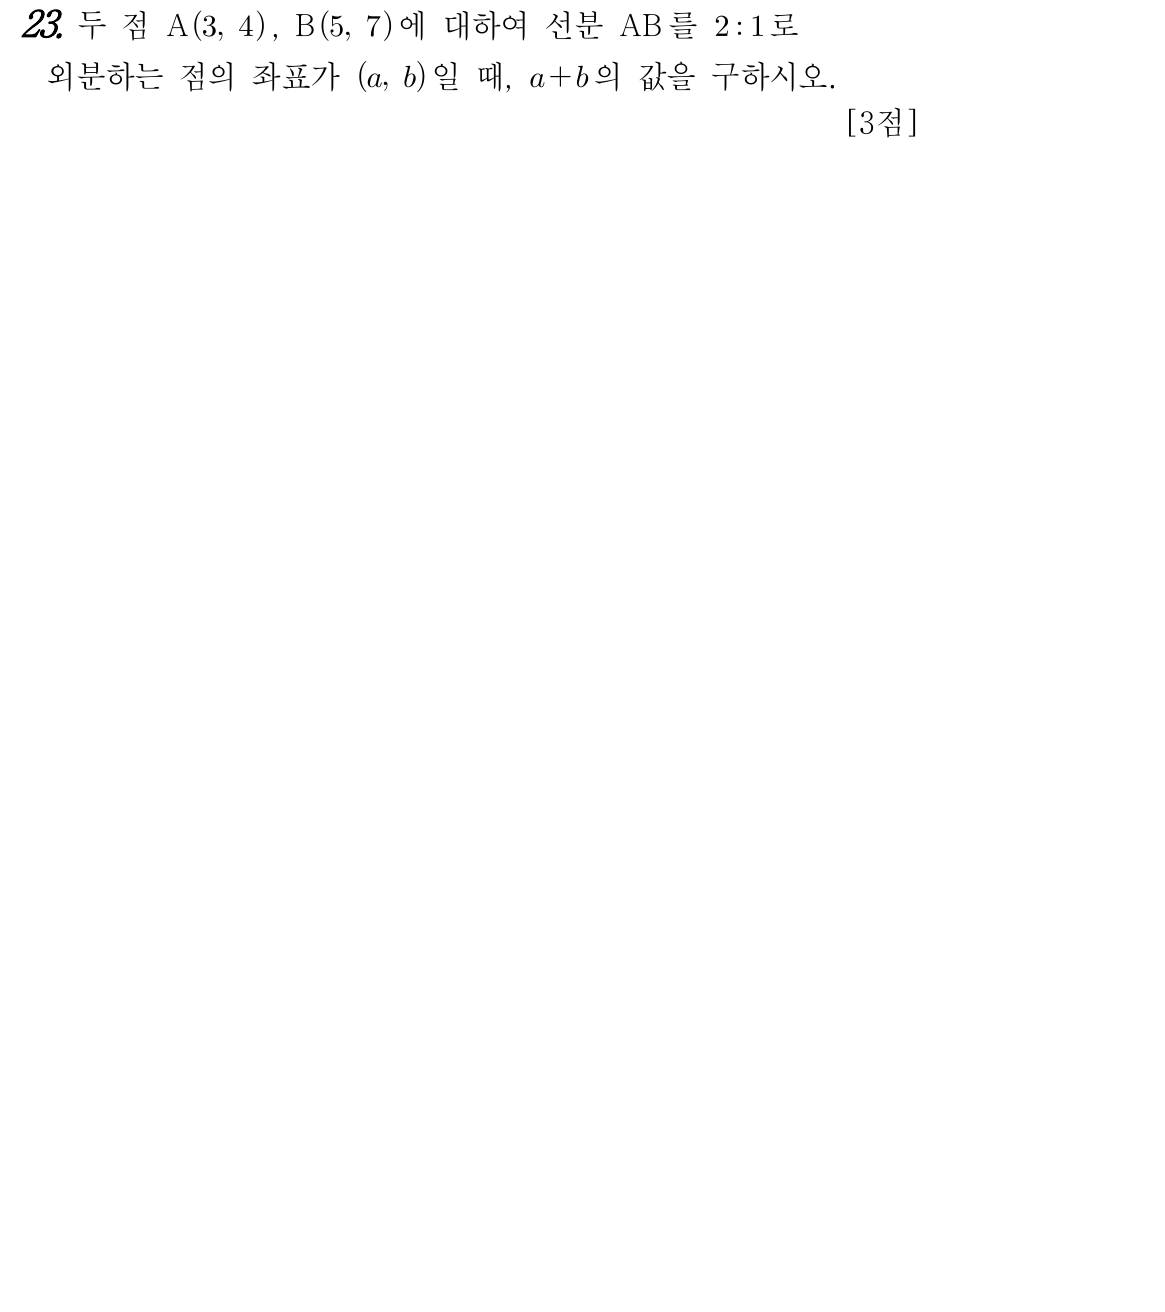 23. 두 점 A(3, 4), B(5, 7)에 대하여 선분 AB를 2:1로
외분하는 점의 좌표가 (a, b)일 때, a+b의 값을 구하시오.
[3점]